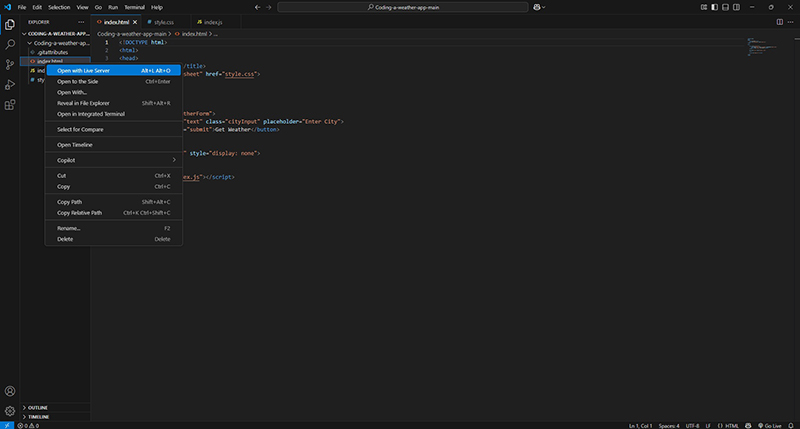 File Edit Selection View Go Run Terminal Help
Coding-a-weather-app-main
EXPLORER ...
index.html
style.css
index.js
CODING-A-WEATHER-APP...
Coding-a-weather-ap...
.gitattributes
index.html
ind
sty
Coding-a-weather-app-main > index.html > ...
1 <!DOCTYPE html>
2 <html>
3 <head>
</title>
sheet" href="style.css">
therForm">
"text" class="cityInput" placeholder="Enter City">
="submit">Get Weather</button>
" style="display: none">
ex.js"></script>
Open with Live Server Alt+L Alt+O
Open to the Side Ctrl+Enter
Open With...
Reveal in File Explorer Shift+Alt+R
Open in Integrated Terminal
Select for Compare
Open Timeline
Copilot
Cut Ctrl+X
Copy Ctrl+C
Copy Path Shift+Alt+C
Copy Relative Path Ctrl+K Ctrl+Shift+C
Rename... F2
Delete Delete
OUTLINE
TIMELINE
0 0
Ln 1, Col 1 Spaces: 4 UTF-8 LF {} HTML Go Live